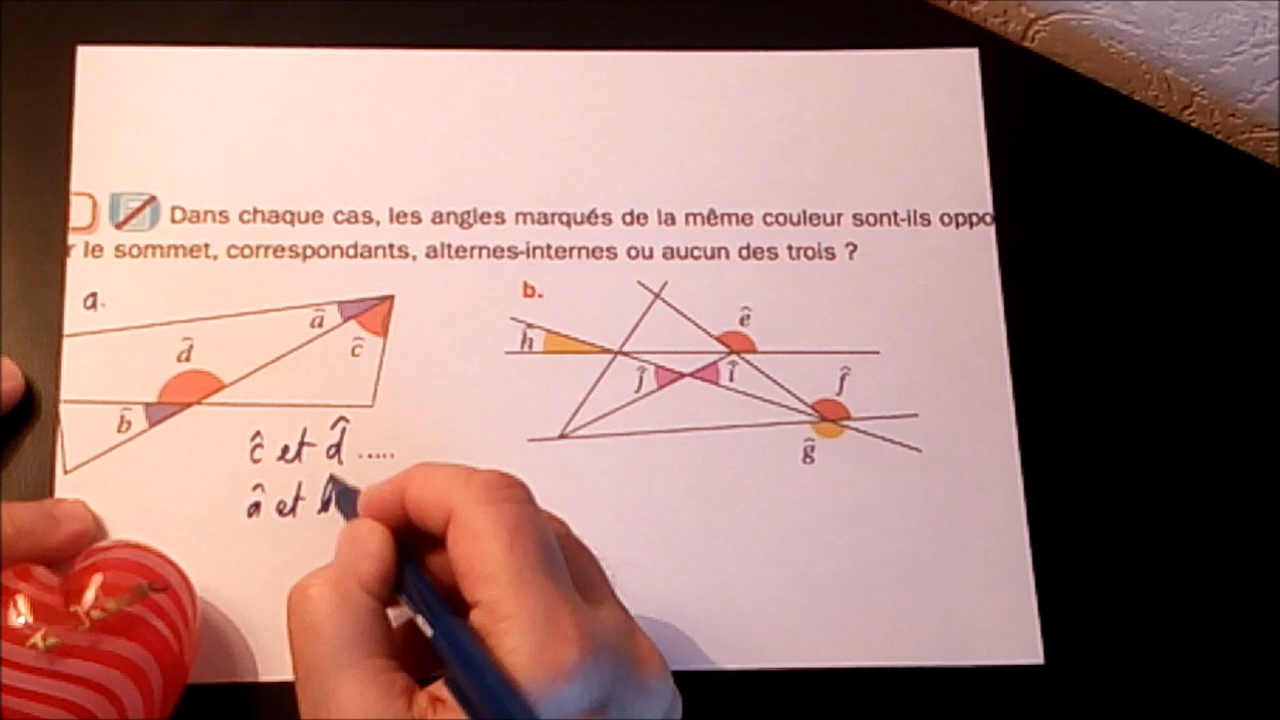 Dans chaque cas, les angles marqués de la même couleur sont-ils oppo
r le sommet, correspondants, alternes-internes ou aucun des trois ?
a.
b.
â
ĉ
d̂
b̂
ê
ĥ
ĵ
î
f̂
ĝ
ĉ et d̂ .....
â et